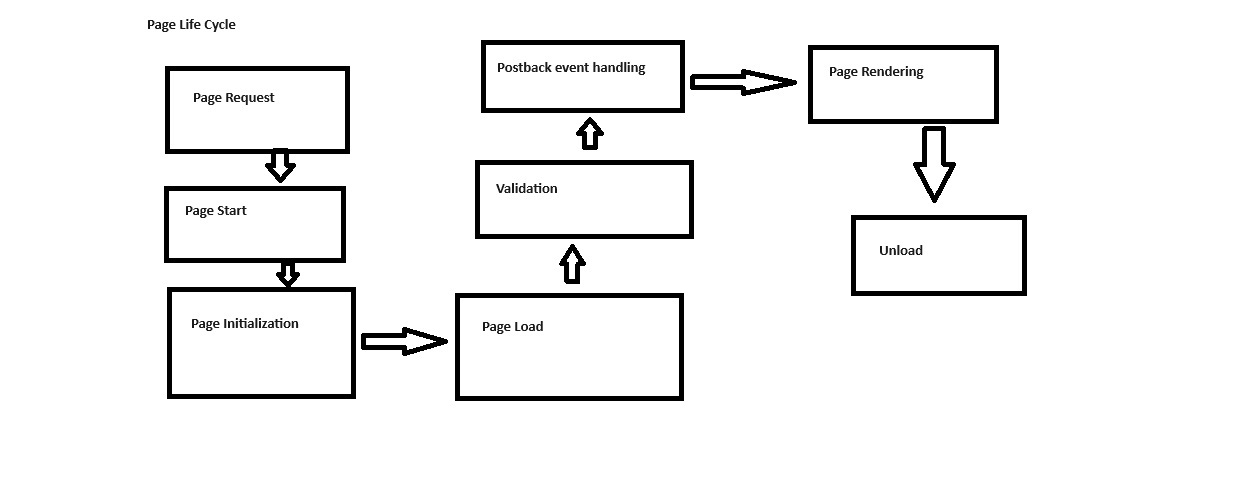 Page Life Cycle
Page Request
Page Start
Page Initialization
Page Load
Validation
Postback event handling
Page Rendering
Unload